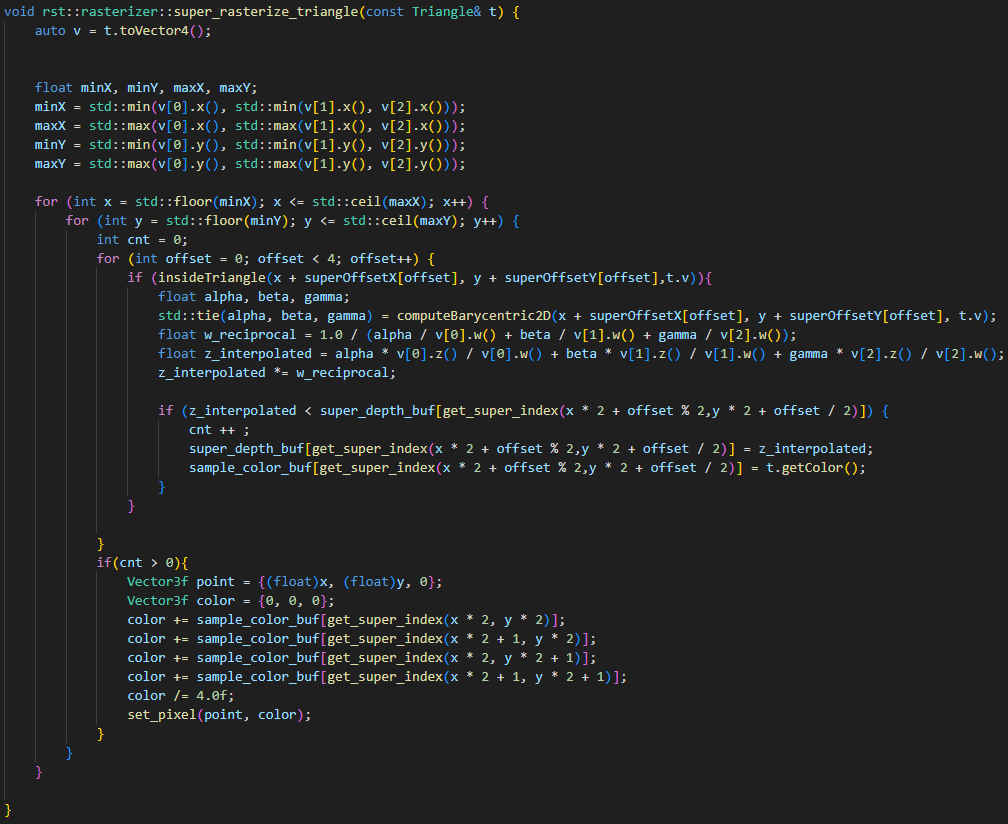 void rst::rasterizer::super_rasterize_triangle(const Triangle& t) {
    auto v = t.toVector4();
    float minX, minY, maxX, maxY;
    minX = std::min(v[0].x(), std::min(v[1].x(), v[2].x()));
    maxX = std::max(v[0].x(), std::max(v[1].x(), v[2].x()));
    minY = std::min(v[0].y(), std::min(v[1].y(), v[2].y()));
    maxY = std::max(v[0].y(), std::max(v[1].y(), v[2].y()));
    for (int x = std::floor(minX); x <= std::ceil(maxX); x++) {
        for (int y = std::floor(minY); y <= std::ceil(maxY); y++) {
            int cnt = 0;
            for (int offset = 0; offset < 4; offset++) {
                if (insideTriangle(x + superOffsetX[offset], y + superOffsetY[offset],t.v)){
                    float alpha, beta, gamma;
                    std::tie(alpha, beta, gamma) = computeBarycentric2D(x + superOffsetX[offset], y + superOffsetY[offset], t.v);
                    float w_reciprocal = 1.0 / (alpha / v[0].w() + beta / v[1].w() + gamma / v[2].w());
                    float z_interpolated = alpha * v[0].z() / v[0].w() + beta * v[1].z() / v[1].w() + gamma * v[2].z() / v[2].w();
                    z_interpolated *= w_reciprocal;
                    if (z_interpolated < super_depth_buf[get_super_index(x * 2 + offset % 2,y * 2 + offset / 2)]) {
                        cnt ++ ;
                        super_depth_buf[get_super_index(x * 2 + offset % 2,y * 2 + offset / 2)] = z_interpolated;
                        sample_color_buf[get_super_index(x * 2 + offset % 2,y * 2 + offset / 2)] = t.getColor();
                    }
                }
            }
            if(cnt > 0){
                Vector3f point = {(float)x, (float)y, 0};
                Vector3f color = {0, 0, 0};
                color += sample_color_buf[get_super_index(x * 2, y * 2)];
                color += sample_color_buf[get_super_index(x * 2 + 1, y * 2)];
                color += sample_color_buf[get_super_index(x * 2, y * 2 + 1)];
                color += sample_color_buf[get_super_index(x * 2 + 1, y * 2 + 1)];
                color /= 4.0f;
                set_pixel(point, color);
            }
        }
    }
}